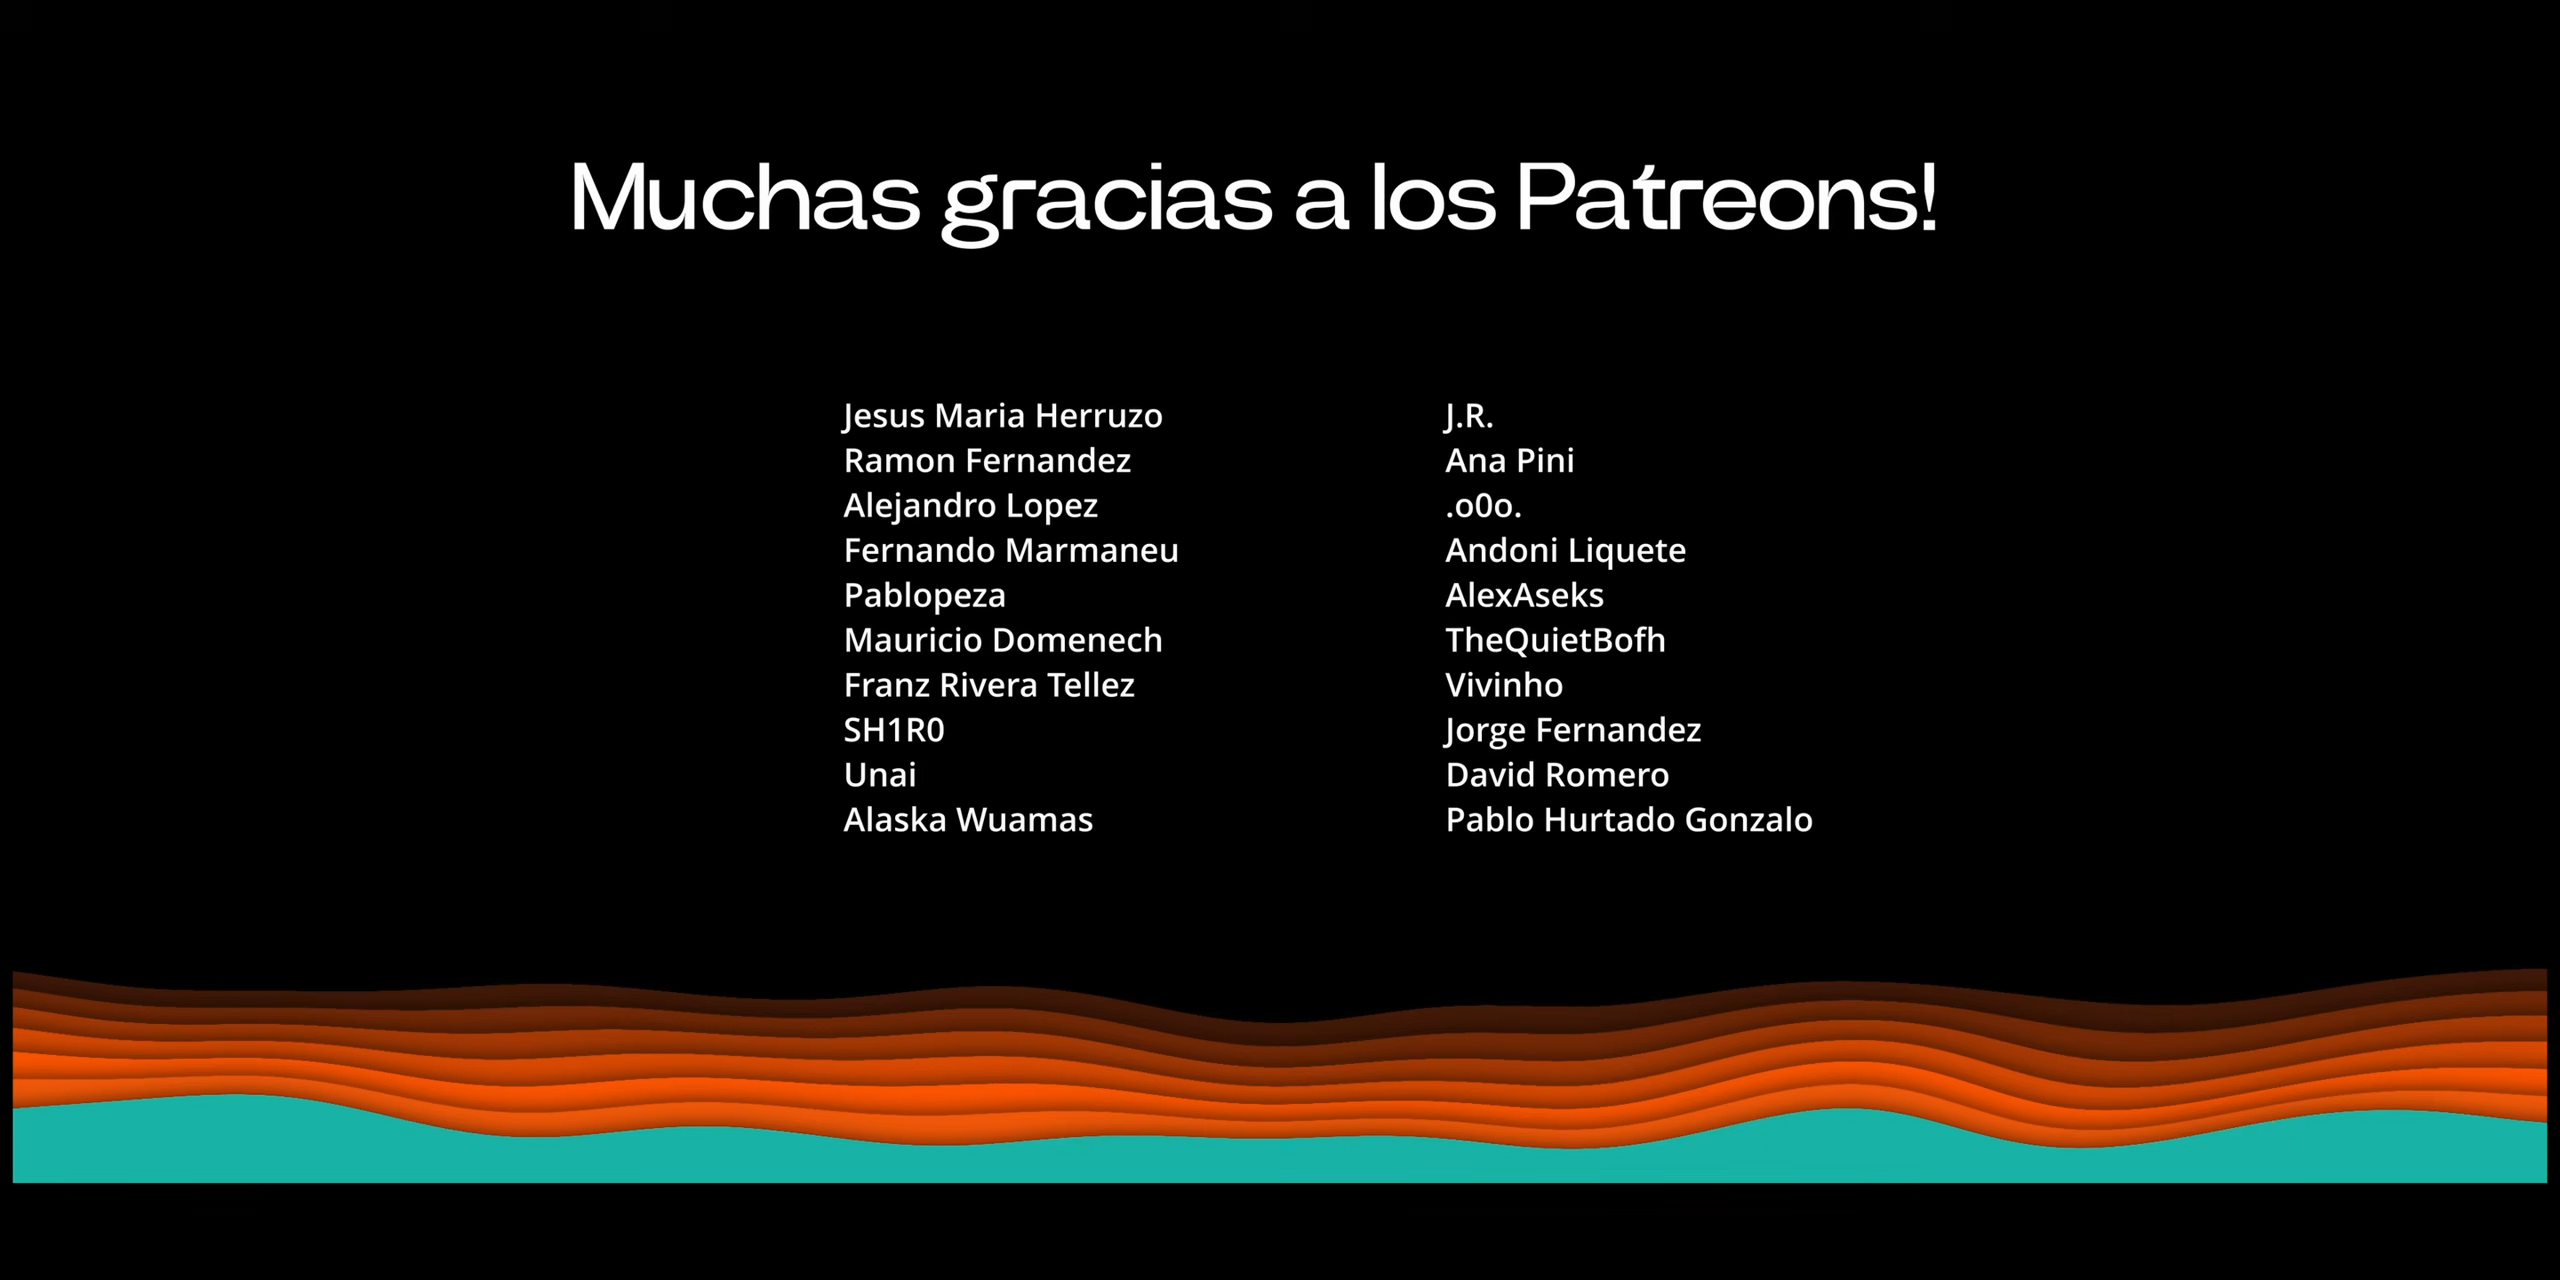 Muchas gracias a los Patreons!
Jesus Maria Herruzo
Ramon Fernandez
Alejandro Lopez
Fernando Marmaneu
Pablopeza
Mauricio Domenech
Franz Rivera Tellez
SH1R0
Unai
Alaska Wuamas
J.R.
Ana Pini
.o0o.
Andoni Liquete
AlexAseks
TheQuietBofh
Vivinho
Jorge Fernandez
David Romero
Pablo Hurtado Gonzalo